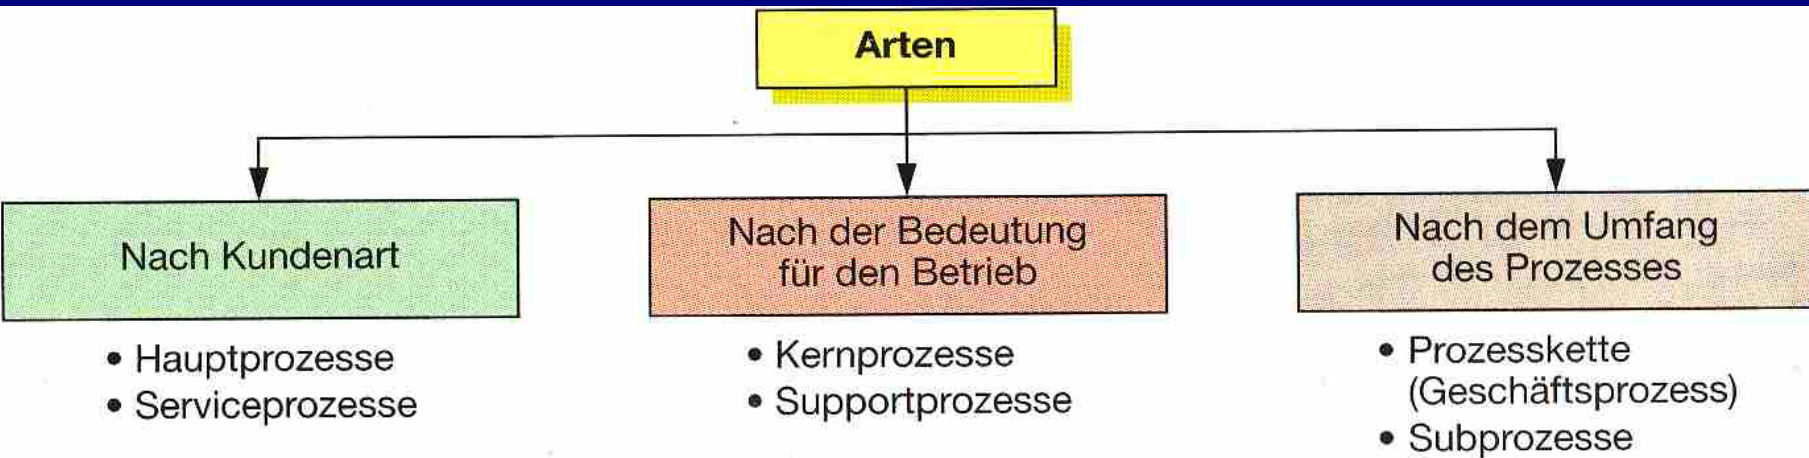 Arten
Nach Kundenart
• Hauptprozesse
• Serviceprozesse
Nach der Bedeutung
für den Betrieb
• Kernprozesse
• Supportprozesse
Nach dem Umfang
des Prozesses
• Prozesskette
(Geschäftsprozess)
• Subprozesse